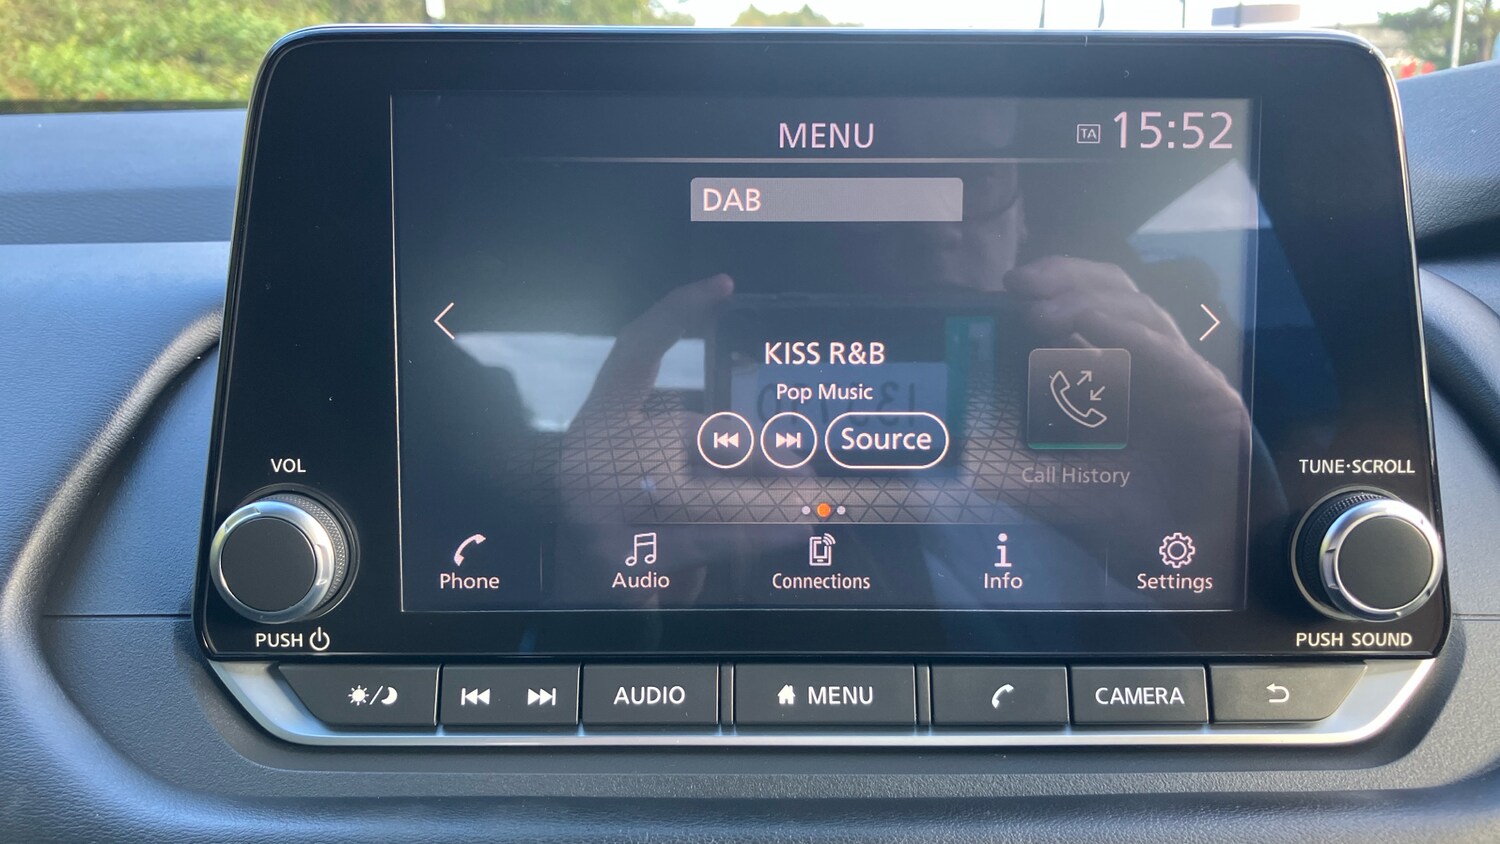 MENU
TA 15:52
DAB
KISS R&B
Pop Music
Source
Call History
Phone
Audio
Connections
Info
Settings
VOL
PUSH
TUNE·SCROLL
PUSH SOUND
AUDIO
MENU
CAMERA